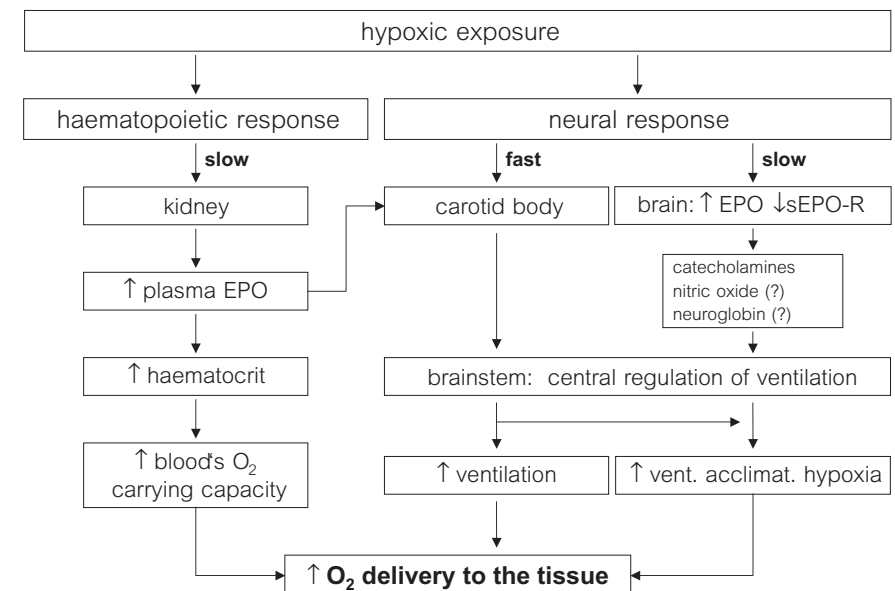 hypoxic exposure
haematopoietic response
neural response
slow
fast
slow
kidney
carotid body
brain: ↑ EPO ↓sEPO-R
↑ plasma EPO
catecholamines
nitric oxide (?)
neuroglobin (?)
↑ haematocrit
brainstem: central regulation of ventilation
↑ blood's O₂
carrying capacity
↑ ventilation
↑ vent. acclimat. hypoxia
↑ O₂ delivery to the tissue